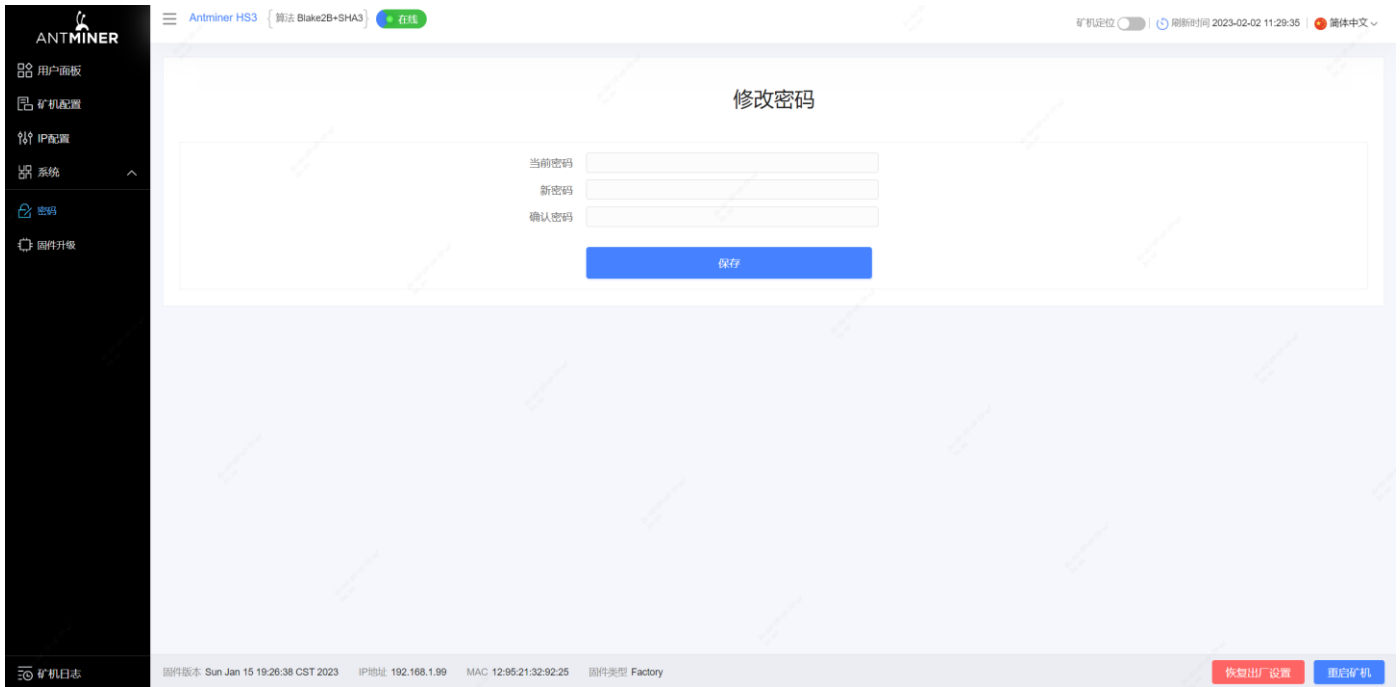 ANTMINER
Antminer HS3 {算法 Blake2B+SHA3} 在线
矿机定位 刷新时间 2023-02-02 11:29:35 简体中文
用户面板
矿机配置
IP配置
系统
密码
固件升级
修改密码
当前密码
新密码
确认密码
保存
矿机日志
固件版本 Sun Jan 15 19:26:38 CST 2023 IP地址 192.168.1.99 MAC 12:95:21:32:92:25 固件类型 Factory
恢复出厂设置 重启矿机